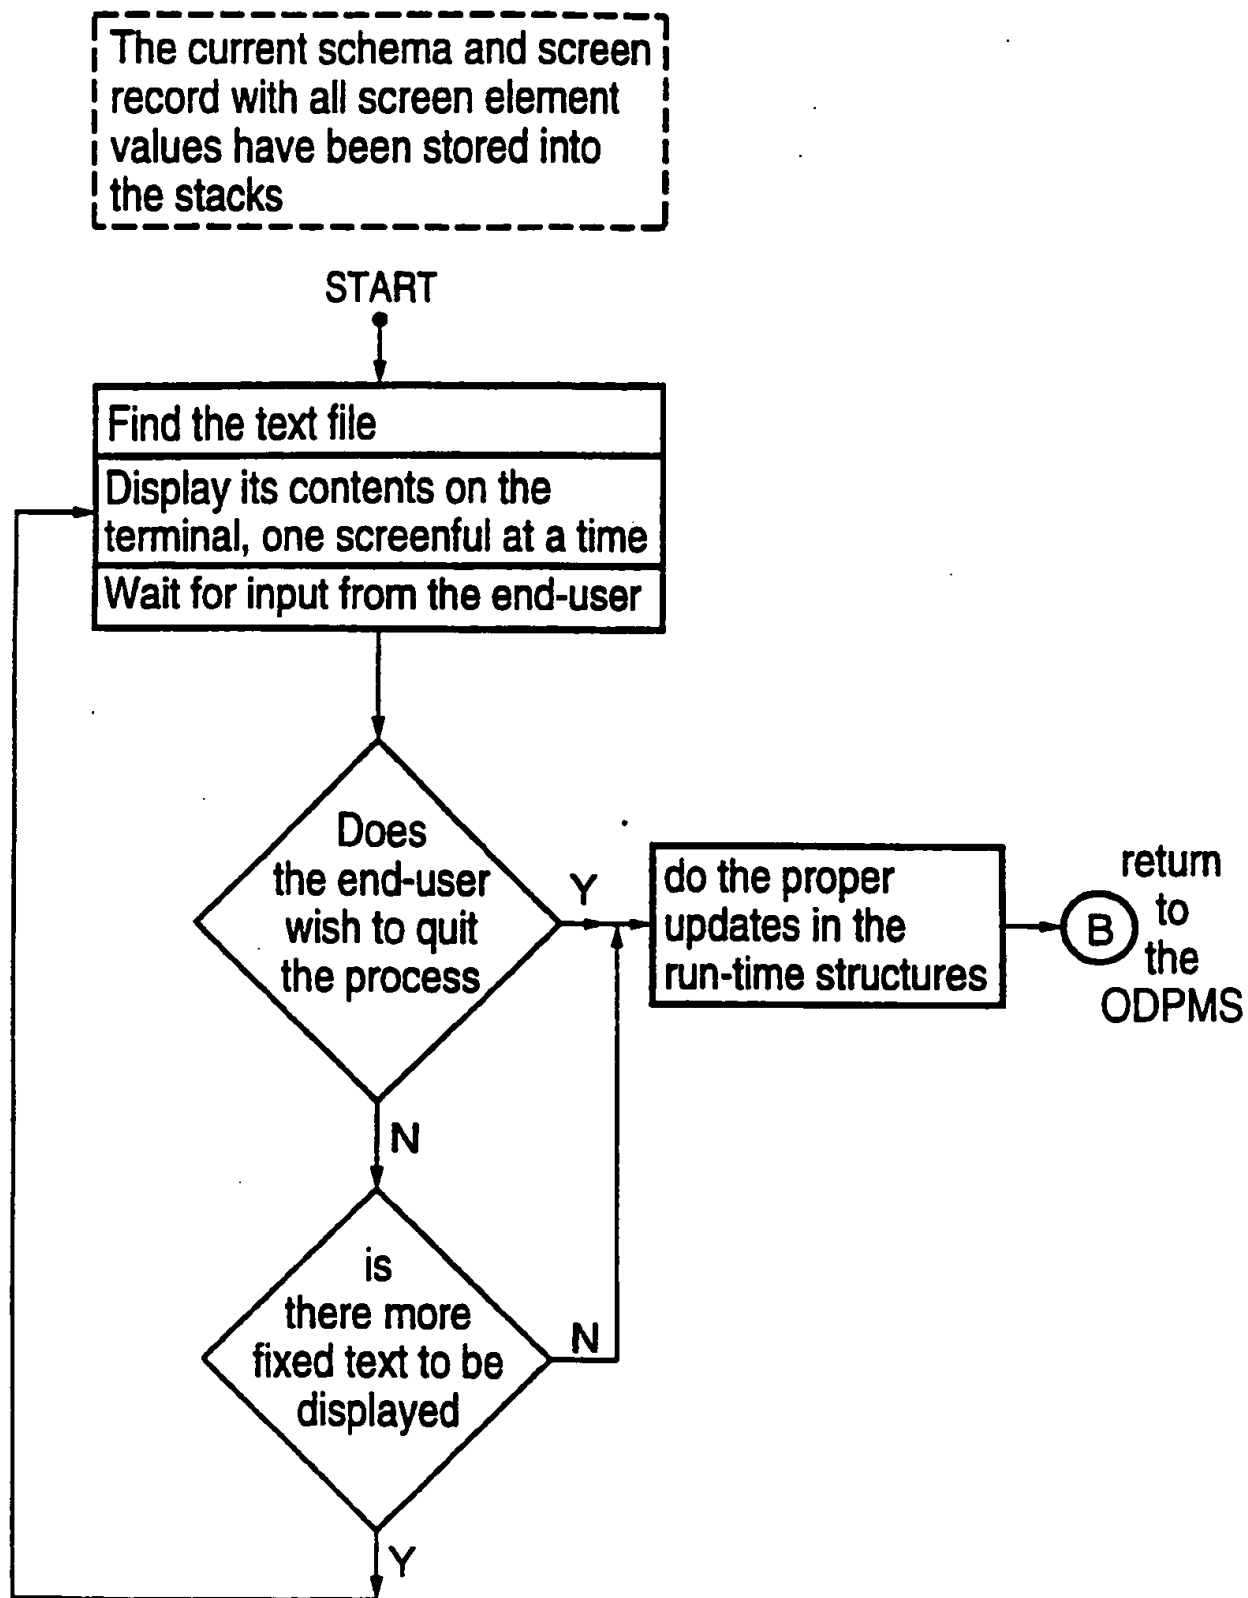 The current schema and screen
record with all screen element
values have been stored into
the stacks
START
Find the text file
Display its contents on the
terminal, one screenful at a time
Wait for input from the end-user
Does
the end-user
wish to quit
the process
Y
do the proper
updates in the
run-time structures
B
return
to
the
ODPMS
N
is
there more
fixed text to be
displayed
N
Y